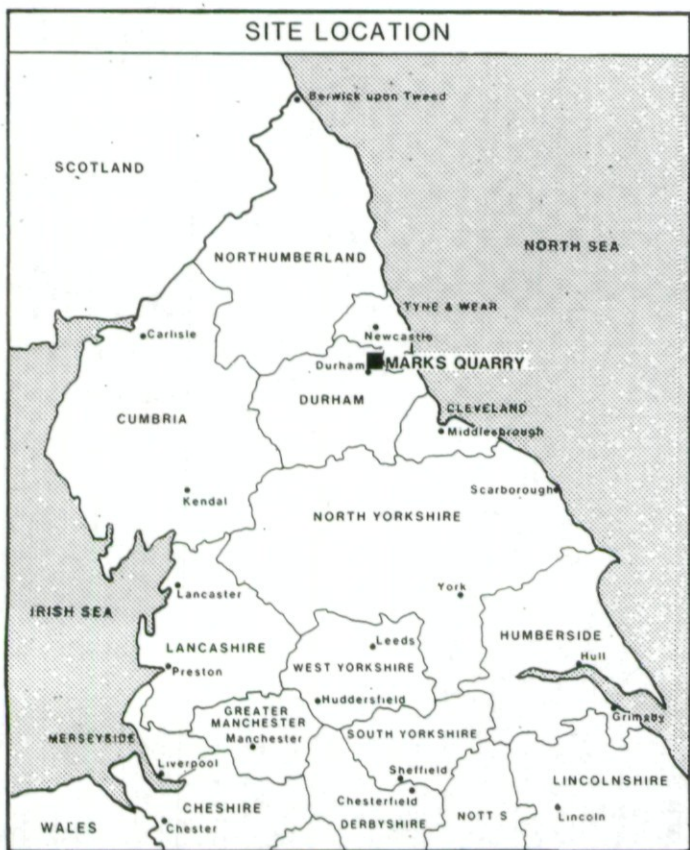 SITE LOCATION
Berwick upon Tweed
SCOTLAND
NORTH SEA
NORTHUMBERLAND
TYNE & WEAR
Carlisle
Newcastle
Durham
MARKS QUARRY
DURHAM
CLEVELAND
CUMBRIA
Middlesbrough
Kendal
Scarborough
NORTH YORKSHIRE
Lancaster
York
IRISH SEA
HUMBERSIDE
LANCASHIRE
Leeds
Hull
Preston
WEST YORKSHIRE
Huddersfield
GREATER
MANCHESTER
Grimsby
MERSEYSIDE
Manchester
SOUTH YORKSHIRE
Liverpool
Sheffield
LINCOLNSHIRE
Chesterfield
CHESHIRE
NOTT S
Lincoln
WALES
Chester
DERBYSHIRE